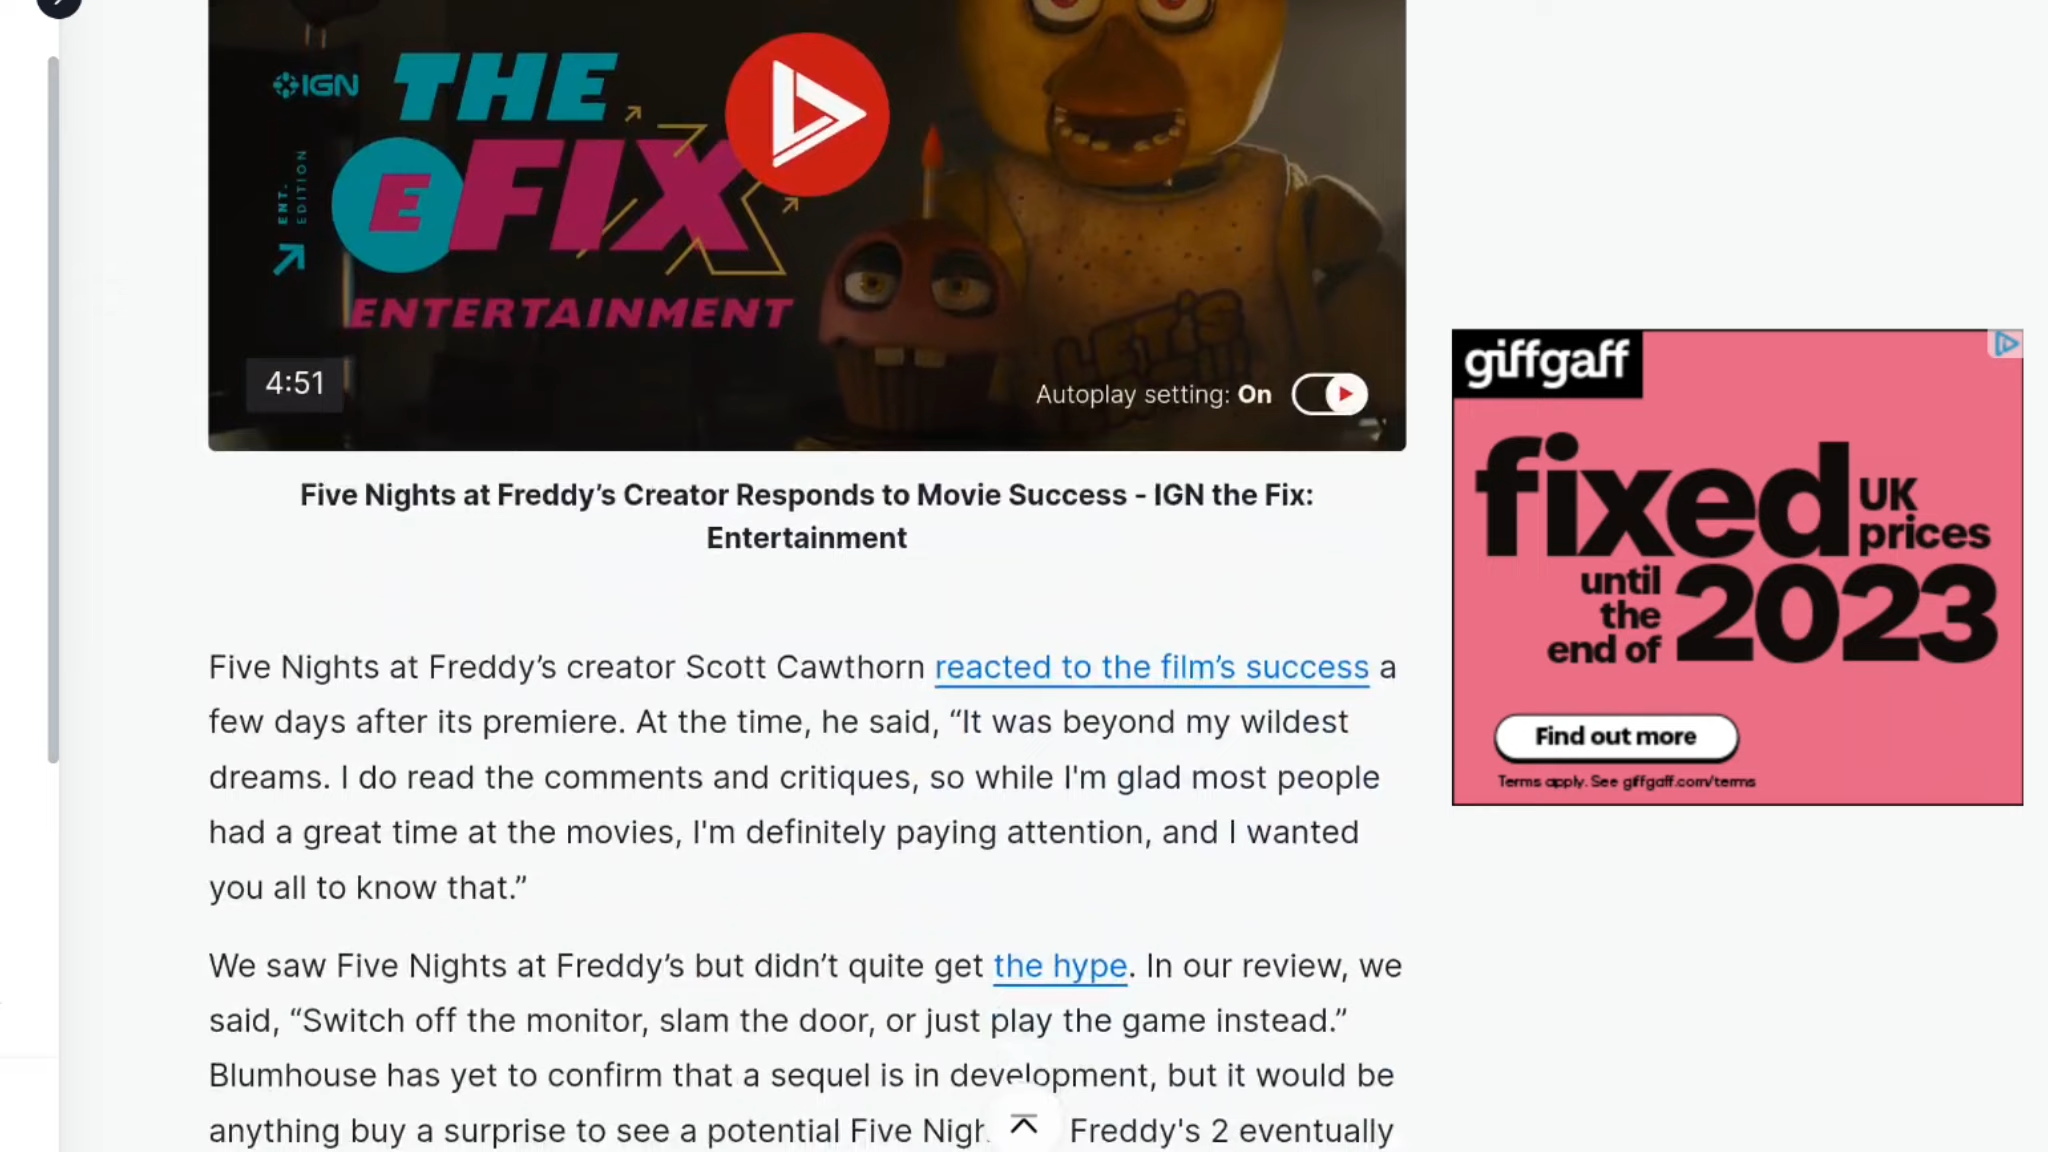 IGN
THE
E FIX
ENT. EDITION
ENTERTAINMENT
LET'S
4:51
Autoplay setting: On
Five Nights at Freddy’s Creator Responds to Movie Success - IGN the Fix:
Entertainment
giffgaff
fixed UK prices
until the end of 2023
Find out more
Terms apply. See giffgaff.com/terms
Five Nights at Freddy’s creator Scott Cawthorn reacted to the film’s success a
few days after its premiere. At the time, he said, “It was beyond my wildest
dreams. I do read the comments and critiques, so while I'm glad most people
had a great time at the movies, I'm definitely paying attention, and I wanted
you all to know that.”
We saw Five Nights at Freddy’s but didn’t quite get the hype. In our review, we
said, “Switch off the monitor, slam the door, or just play the game instead.”
Blumhouse has yet to confirm that a sequel is in development, but it would be
anything buy a surprise to see a potential Five Nigh Freddy's 2 eventually